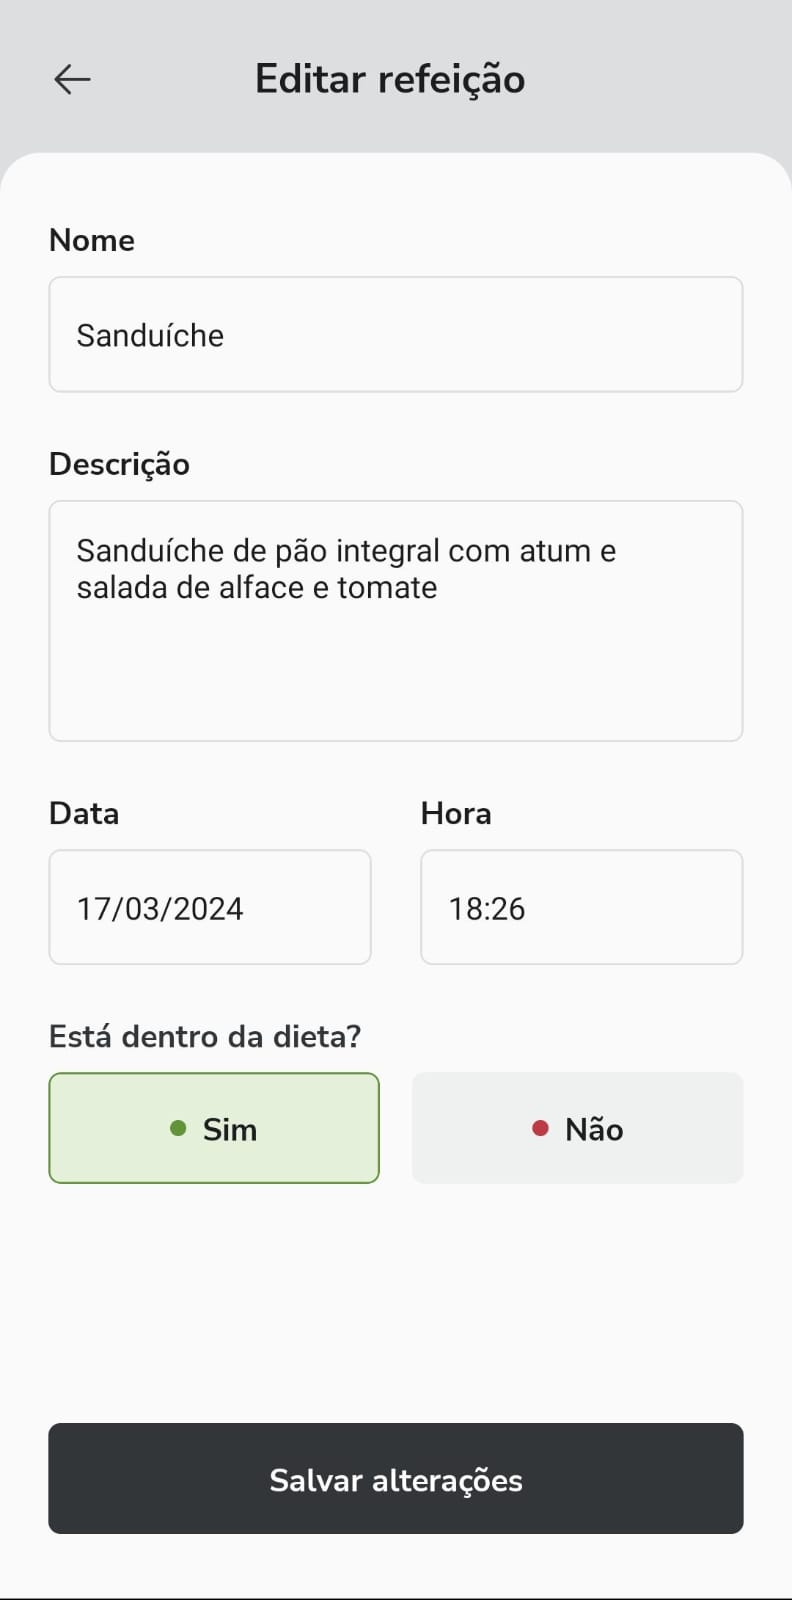 Editar refeição
Nome
Sanduíche
Descrição
Sanduíche de pão integral com atum e
salada de alface e tomate
Data
Hora
17/03/2024
18:26
Está dentro da dieta?
Sim
Não
Salvar alterações